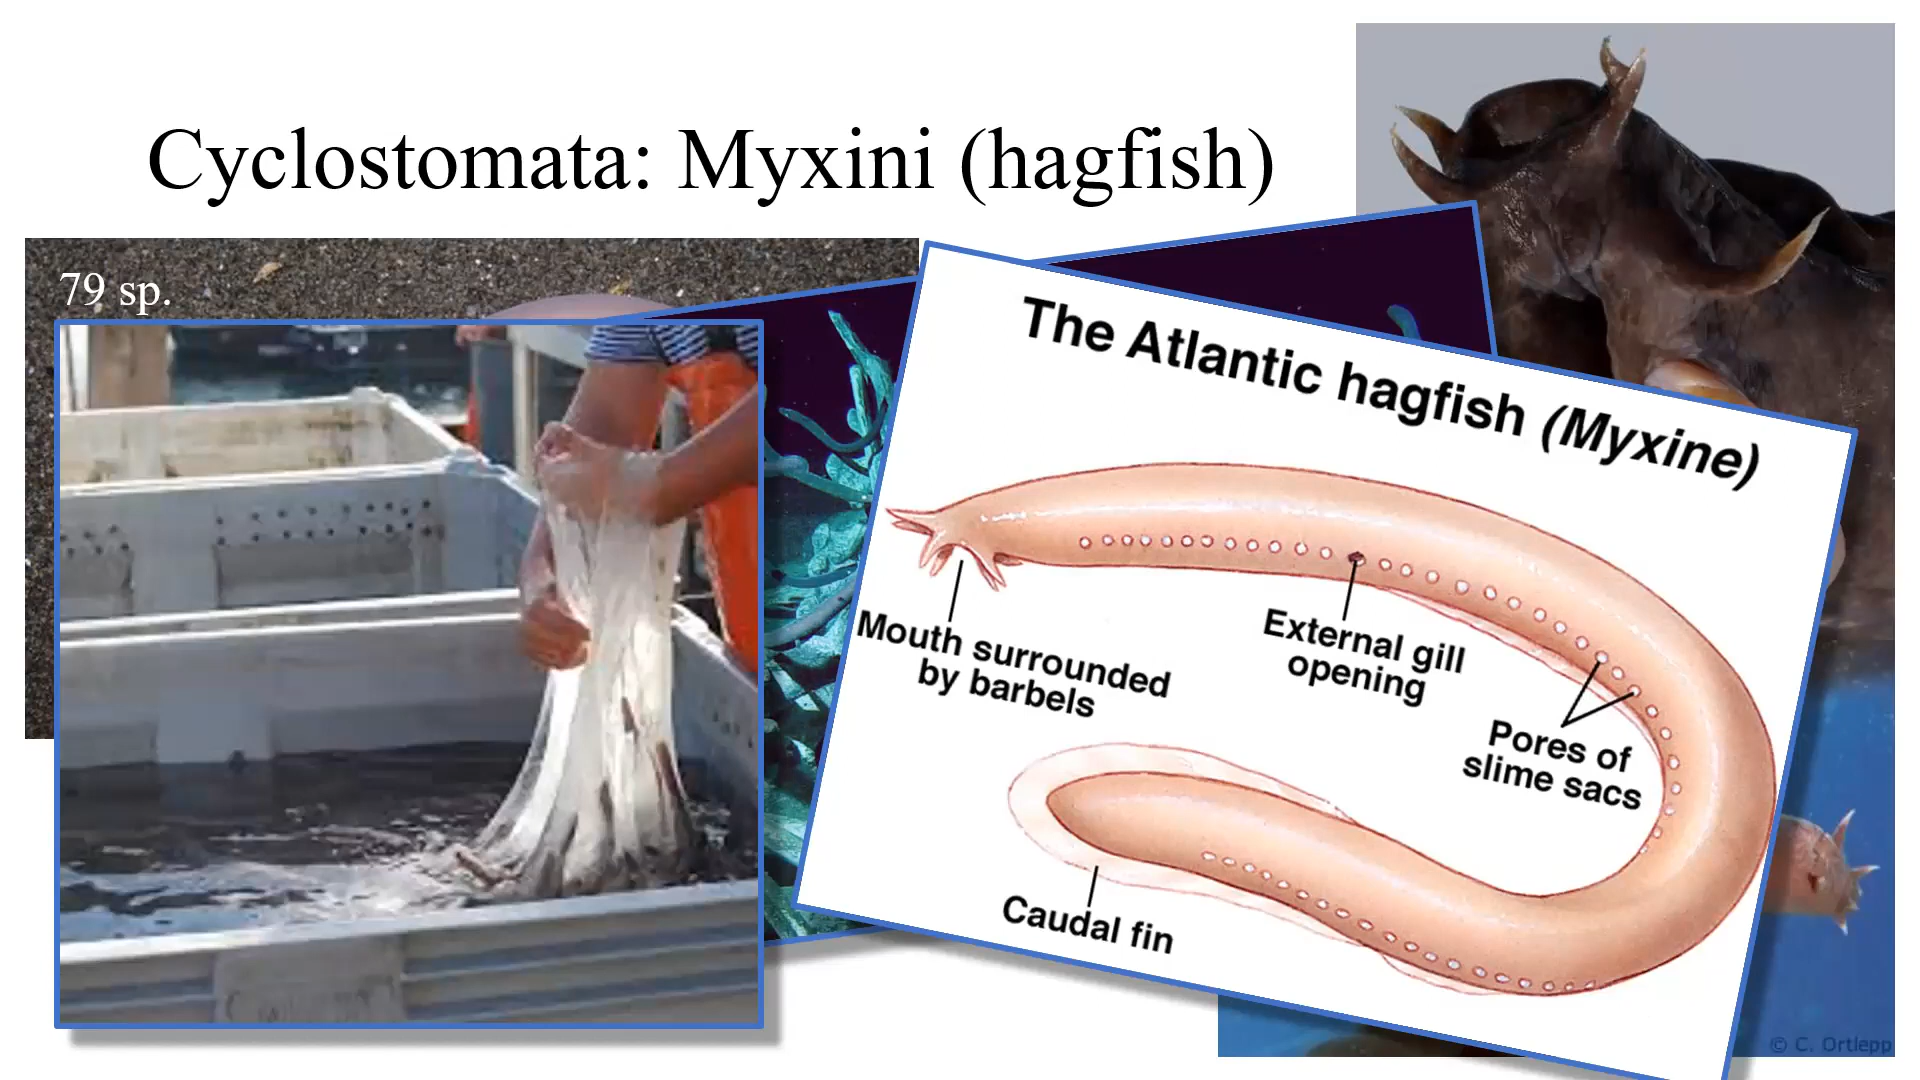 Cyclostomata: Myxini (hagfish)
79 sp.
The Atlantic hagfish (Myxine)
Mouth surrounded
by barbels
External gill
opening
Pores of
slime sacs
Caudal fin
© C. Ortlepp